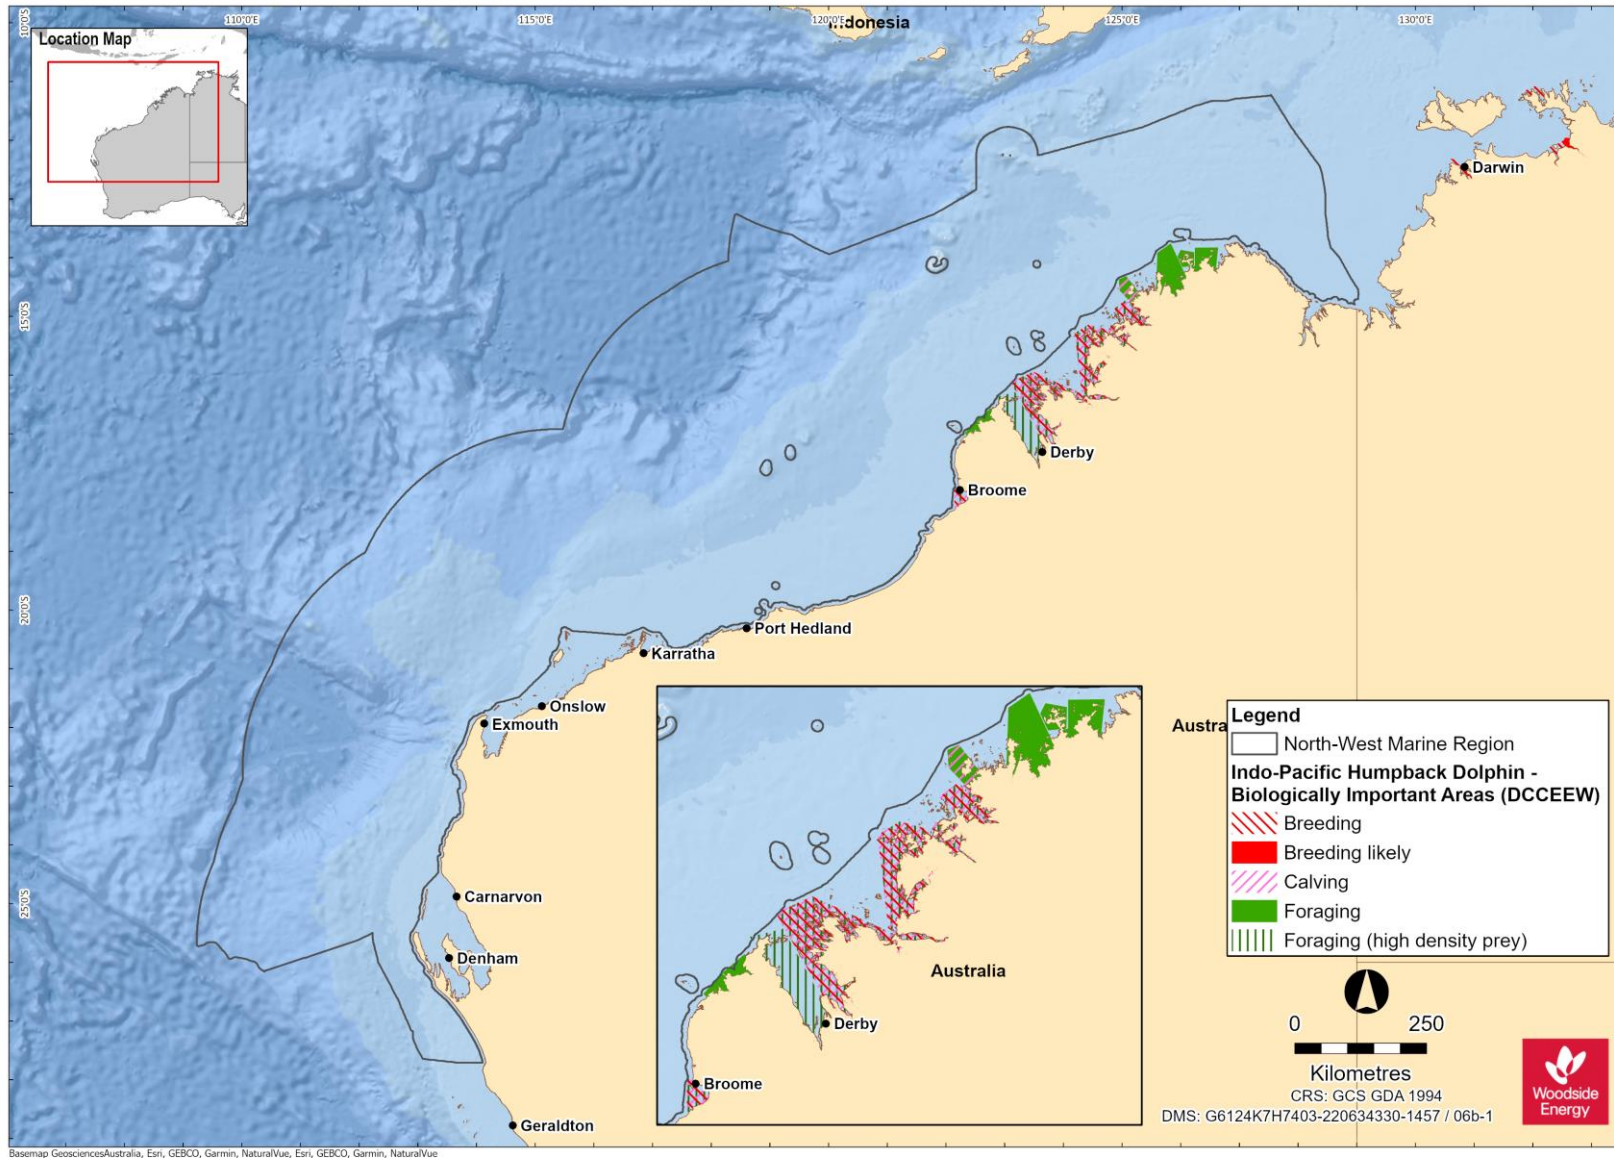 110°0'E
115°0'E
120°0'E
125°0'E
130°0'E
10°0'S
15°0'S
20°0'S
25°0'S
Location Map
Indonesia
Darwin
Derby
Broome
Port Hedland
Karratha
Onslow
Exmouth
Carnarvon
Denham
Geraldton
Austra
Australia
Derby
Broome
Legend
North-West Marine Region
Indo-Pacific Humpback Dolphin -
Biologically Important Areas (DCCEEW)
Breeding
Breeding likely
Calving
Foraging
Foraging (high density prey)
0 250
Kilometres
CRS: GCS GDA 1994
DMS: G6124K7H7403-220634330-1457 / 06b-1
Woodside
Energy
Basemap GeosciencesAustralia, Esri, GEBCO, Garmin, NaturalVue, Esri, GEBCO, Garmin, NaturalVue